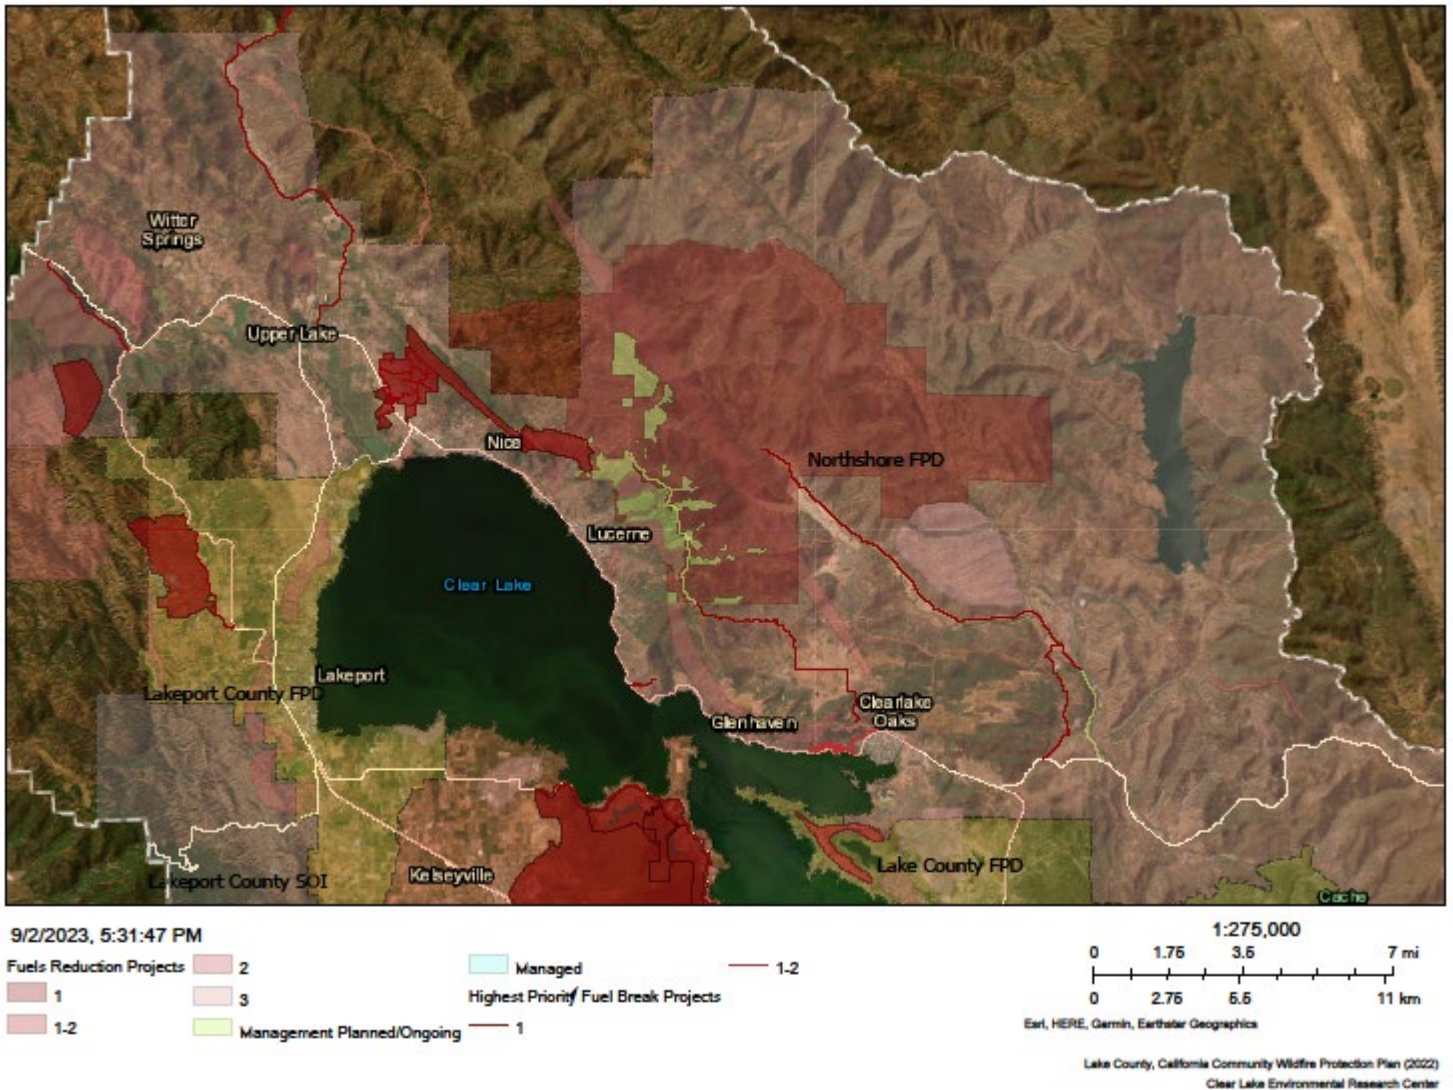 Witter
Springs
Upper Lake
Nice
Northshore FPD
Lucerne
Clear Lake
Lakeport
Lakeport County FPD
Glenhaven
Clearlake
Oaks
Kelseyville
Lake County FPD
Lakeport County SOI
Cache
9/2/2023, 5:31:47 PM
Fuels Reduction Projects
1
1-2
2
3
Management Planned/Ongoing
Managed
Highest Priority Fuel Break Projects
1
1-2
1:275,000
0 1.75 3.5 7 mi
0 2.75 5.5 11 km
Esri, HERE, Garmin, Earthstar Geographics
Lake County, California Community Wildfire Protection Plan (2022)
Clear Lake Environmental Research Center